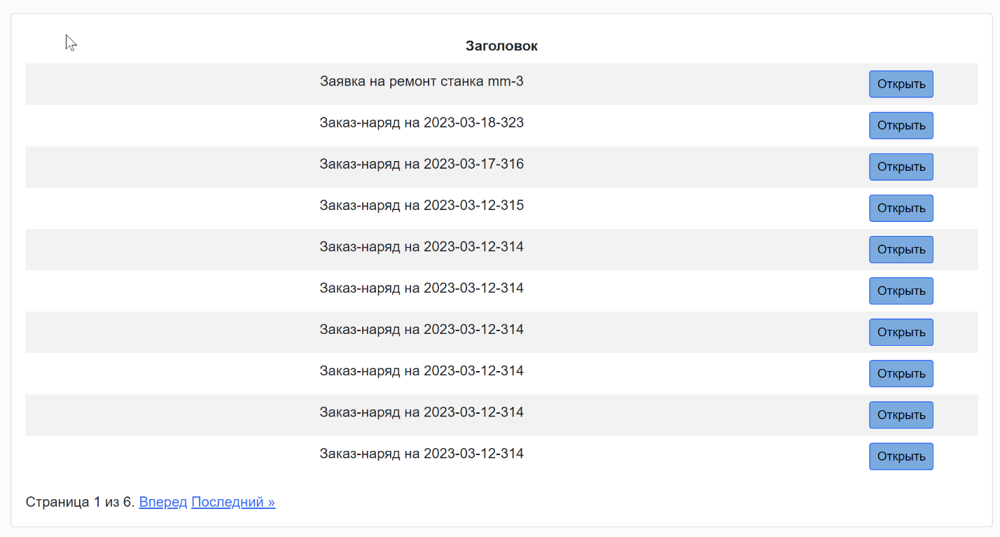 Заголовок
Заявка на ремонт станка mm-3 Открыть
Заказ-наряд на 2023-03-18-323 Открыть
Заказ-наряд на 2023-03-17-316 Открыть
Заказ-наряд на 2023-03-12-315 Открыть
Заказ-наряд на 2023-03-12-314 Открыть
Заказ-наряд на 2023-03-12-314 Открыть
Заказ-наряд на 2023-03-12-314 Открыть
Заказ-наряд на 2023-03-12-314 Открыть
Заказ-наряд на 2023-03-12-314 Открыть
Заказ-наряд на 2023-03-12-314 Открыть
Страница 1 из 6. Вперед Последний »